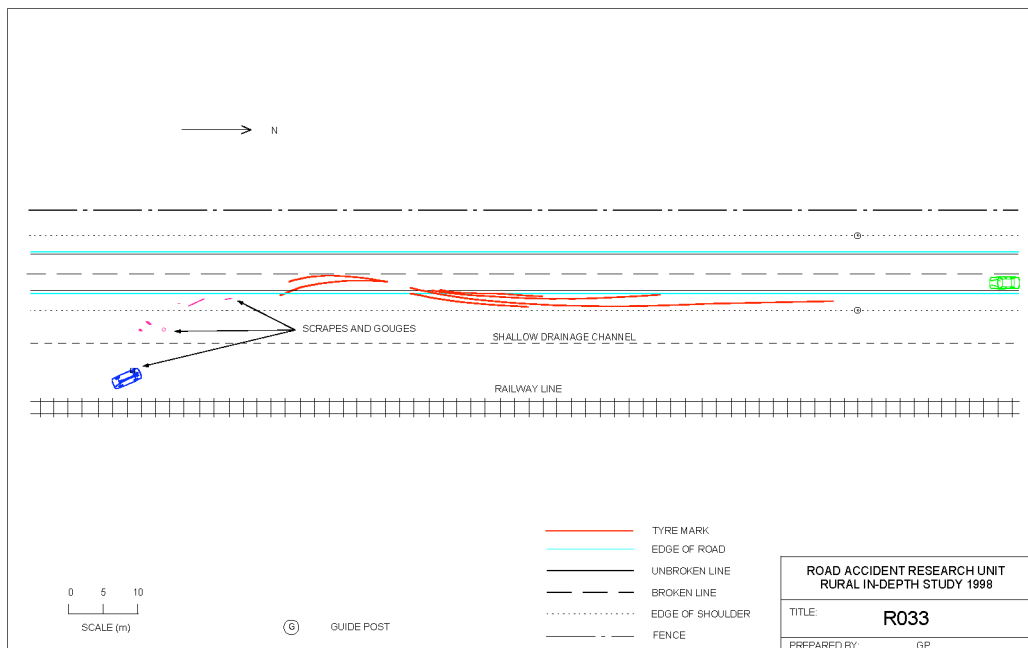 N
SCRAPES AND GOUGES
SHALLOW DRAINAGE CHANNEL
RAILWAY LINE
TYRE MARK
EDGE OF ROAD
UNBROKEN LINE
BROKEN LINE
EDGE OF SHOULDER
FENCE
0 5 10
SCALE (m)
G GUIDE POST
ROAD ACCIDENT RESEARCH UNIT
RURAL IN-DEPTH STUDY 1998
TITLE: R033
PREPARED BY: GP